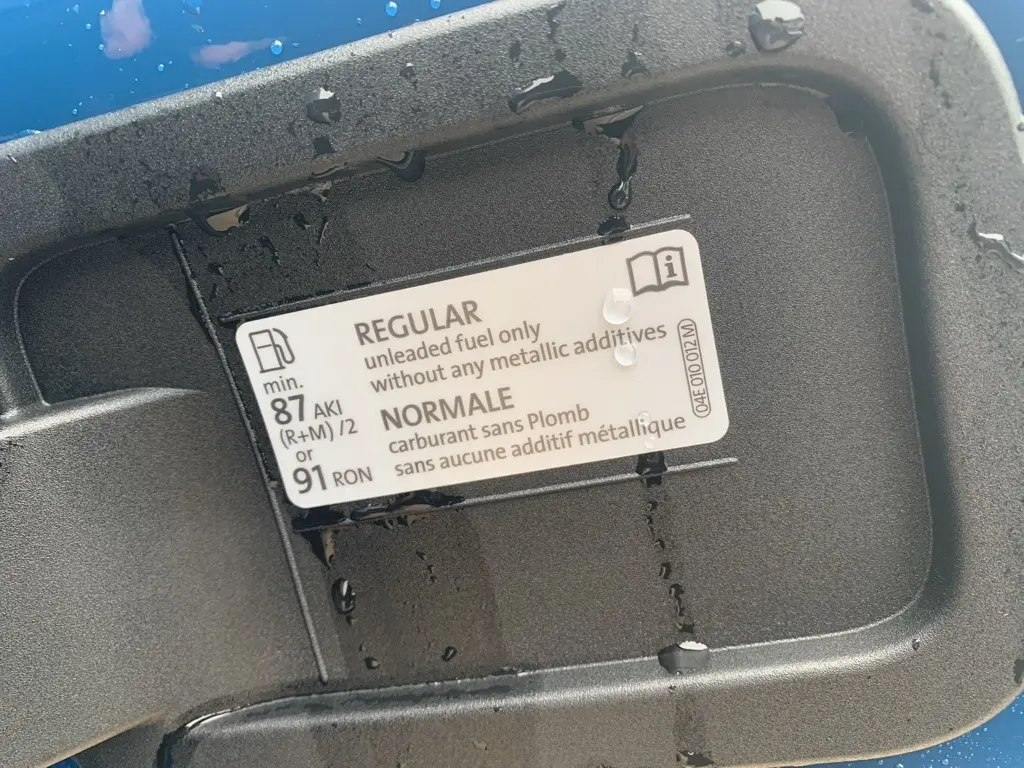 REGULAR
unleaded fuel only
without any metallic additives
NORMALE
carburant sans Plomb
sans aucune additif métallique
min.
87 AKI
(R+M) /2
or
91 RON
04E 010 012 M
i